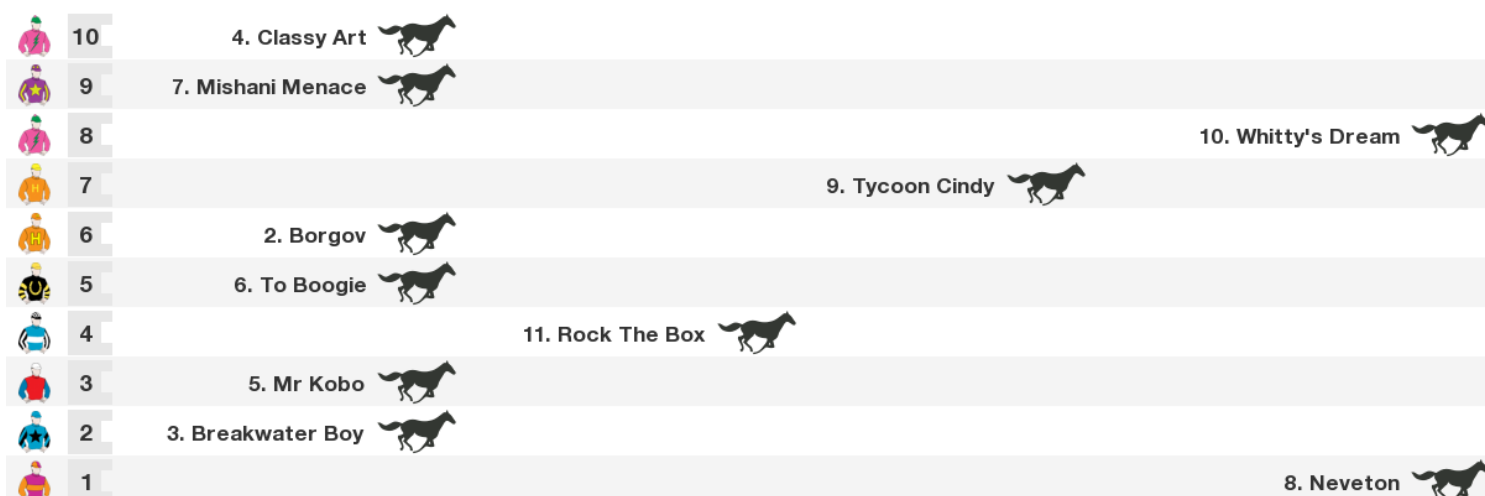 10 4. Classy Art
9 7. Mishani Menace
8 10. Whitty's Dream
7 9. Tycoon Cindy
H
6 2. Borgov
H
5 6. To Boogie
4 11. Rock The Box
3 5. Mr Kobo
2 3. Breakwater Boy
1 8. Neveton